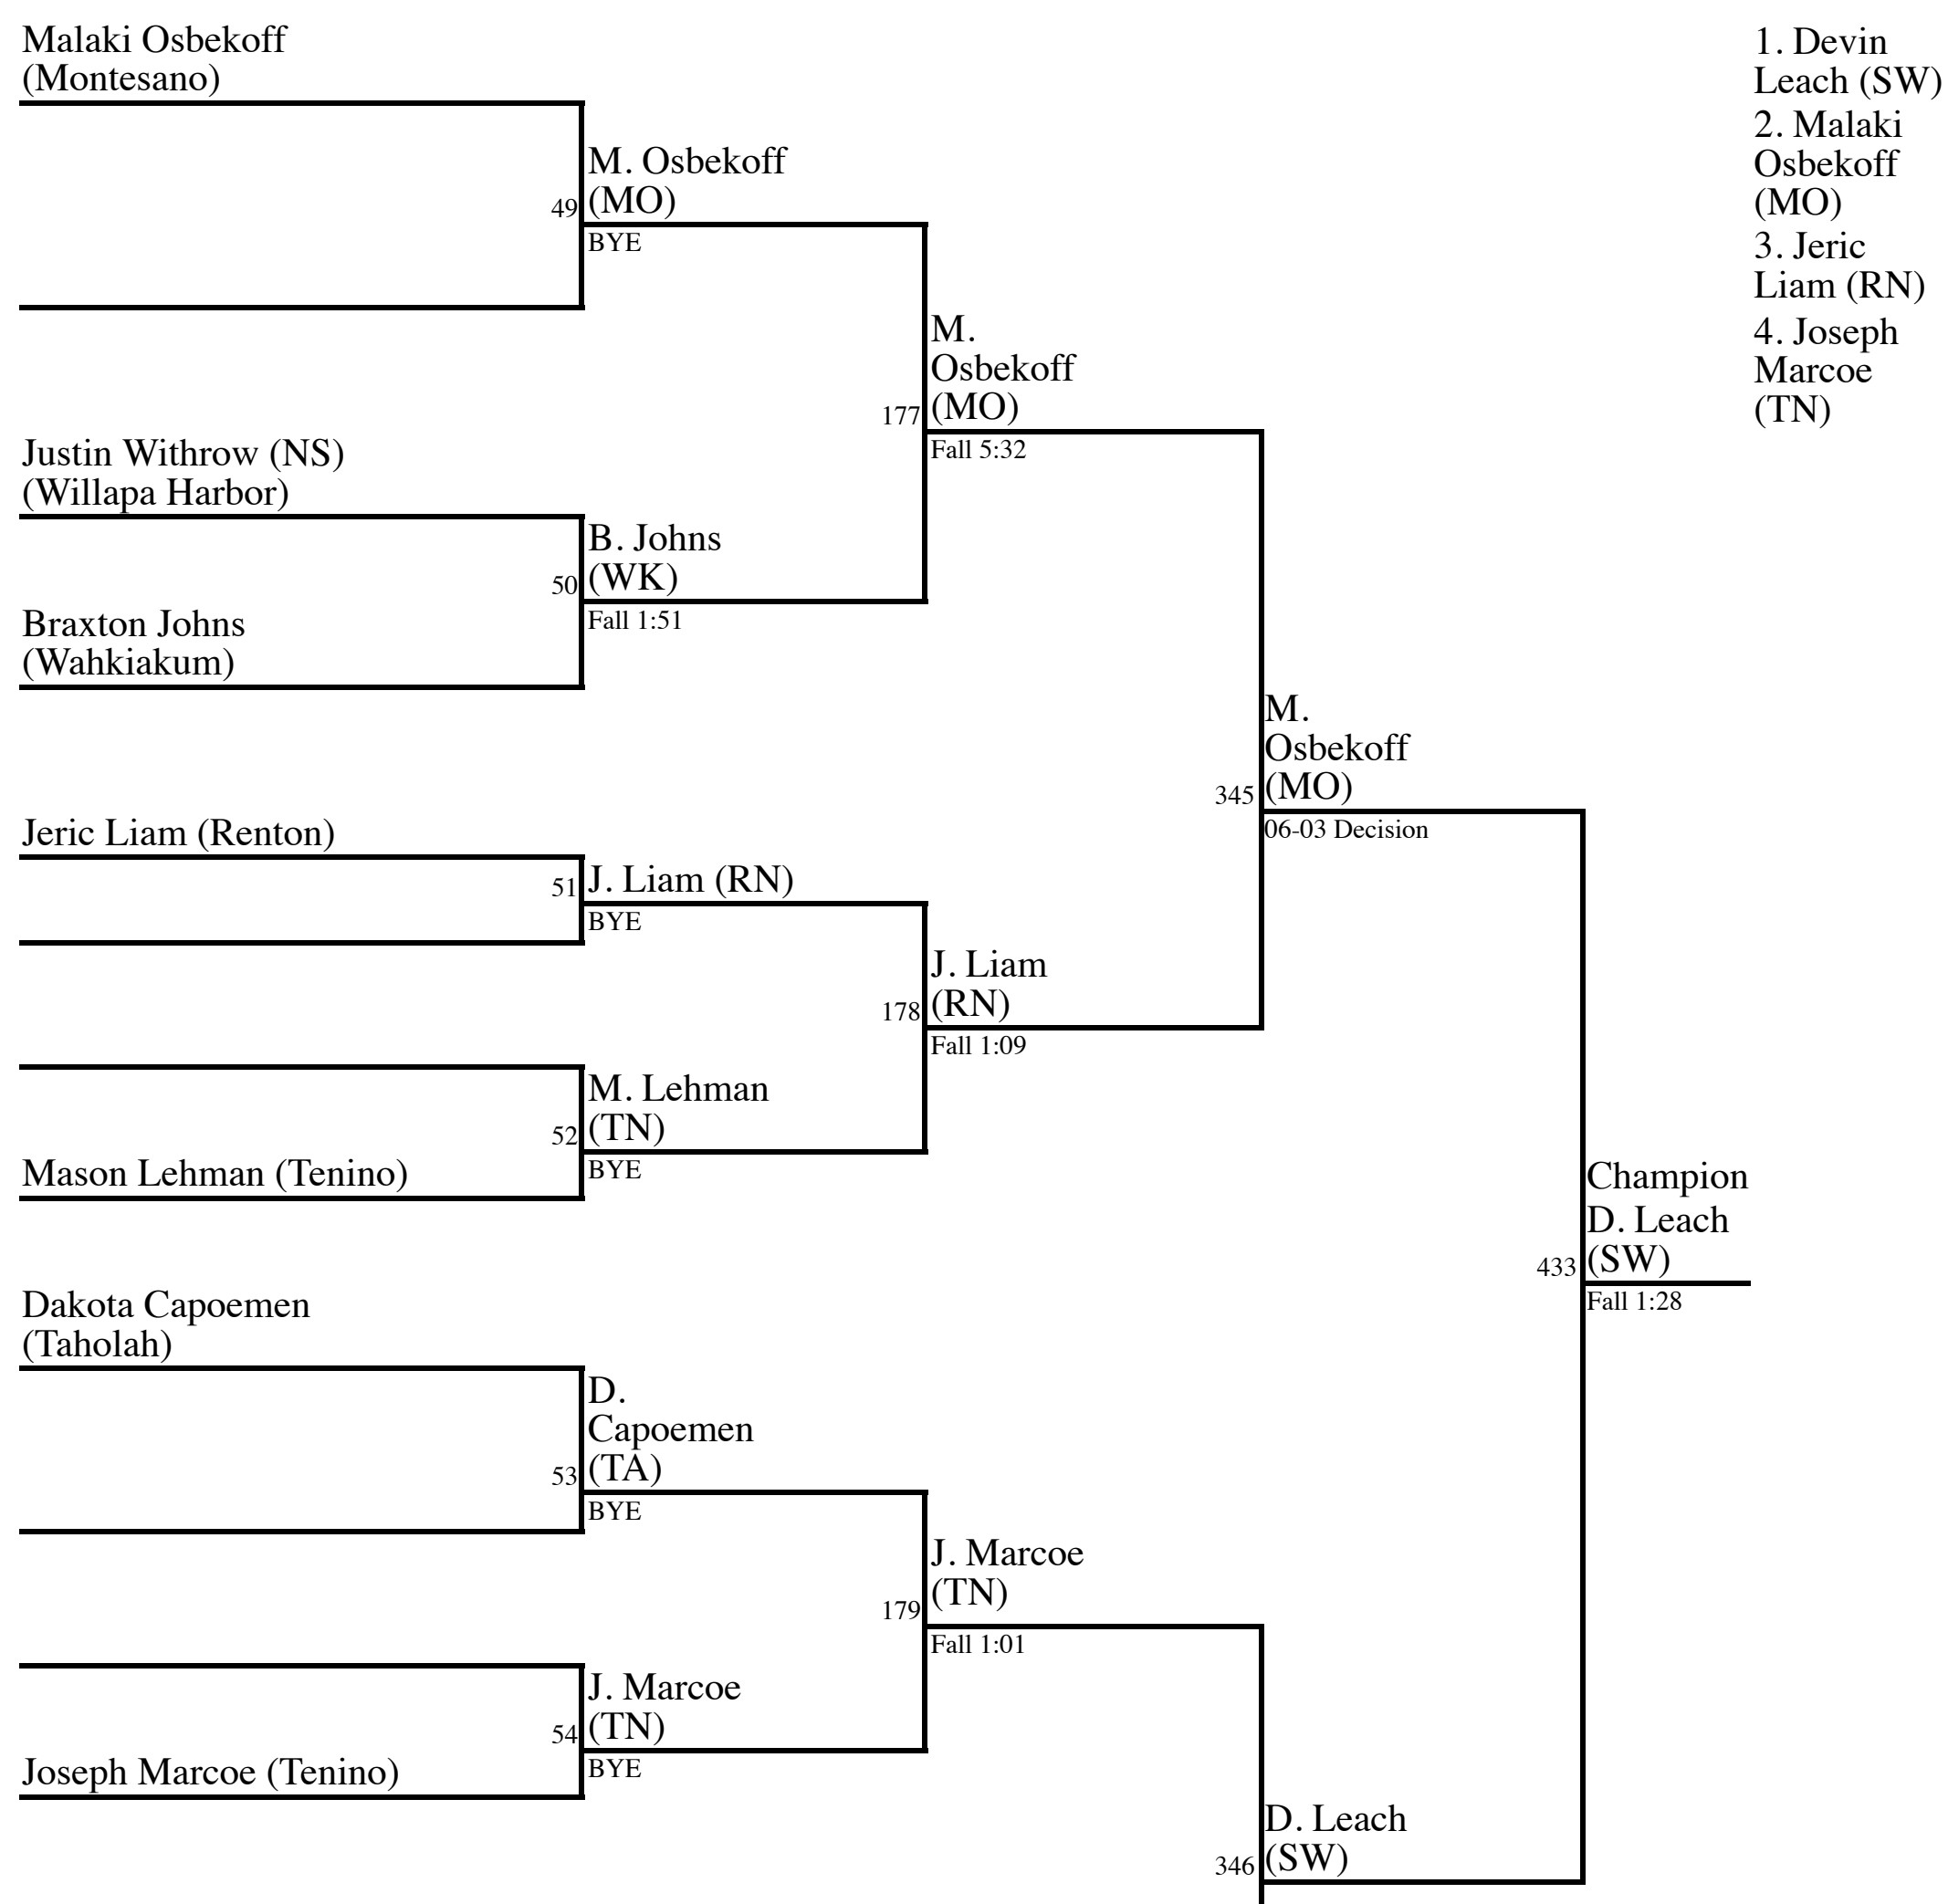 Malaki Osbekoff
(Montesano)
49
M. Osbekoff
(MO)
BYE
Justin Withrow (NS)
(Willapa Harbor)
50
B. Johns
(WK)
Fall 1:51
Braxton Johns
(Wahkiakum)
177
M.
Osbekoff
(MO)
Fall 5:32
Jeric Liam (Renton)
51
J. Liam (RN)
BYE
52
M. Lehman
(TN)
BYE
Mason Lehman (Tenino)
178
J. Liam
(RN)
Fall 1:09
345
M.
Osbekoff
(MO)
06-03 Decision
Dakota Capoemen
(Taholah)
53
D.
Capoemen
(TA)
BYE
54
J. Marcoe
(TN)
BYE
Joseph Marcoe (Tenino)
179
J. Marcoe
(TN)
Fall 1:01
346
D. Leach
(SW)
433
Champion
D. Leach
(SW)
Fall 1:28
1. Devin
Leach (SW)
2. Malaki
Osbekoff
(MO)
3. Jeric
Liam (RN)
4. Joseph
Marcoe
(TN)